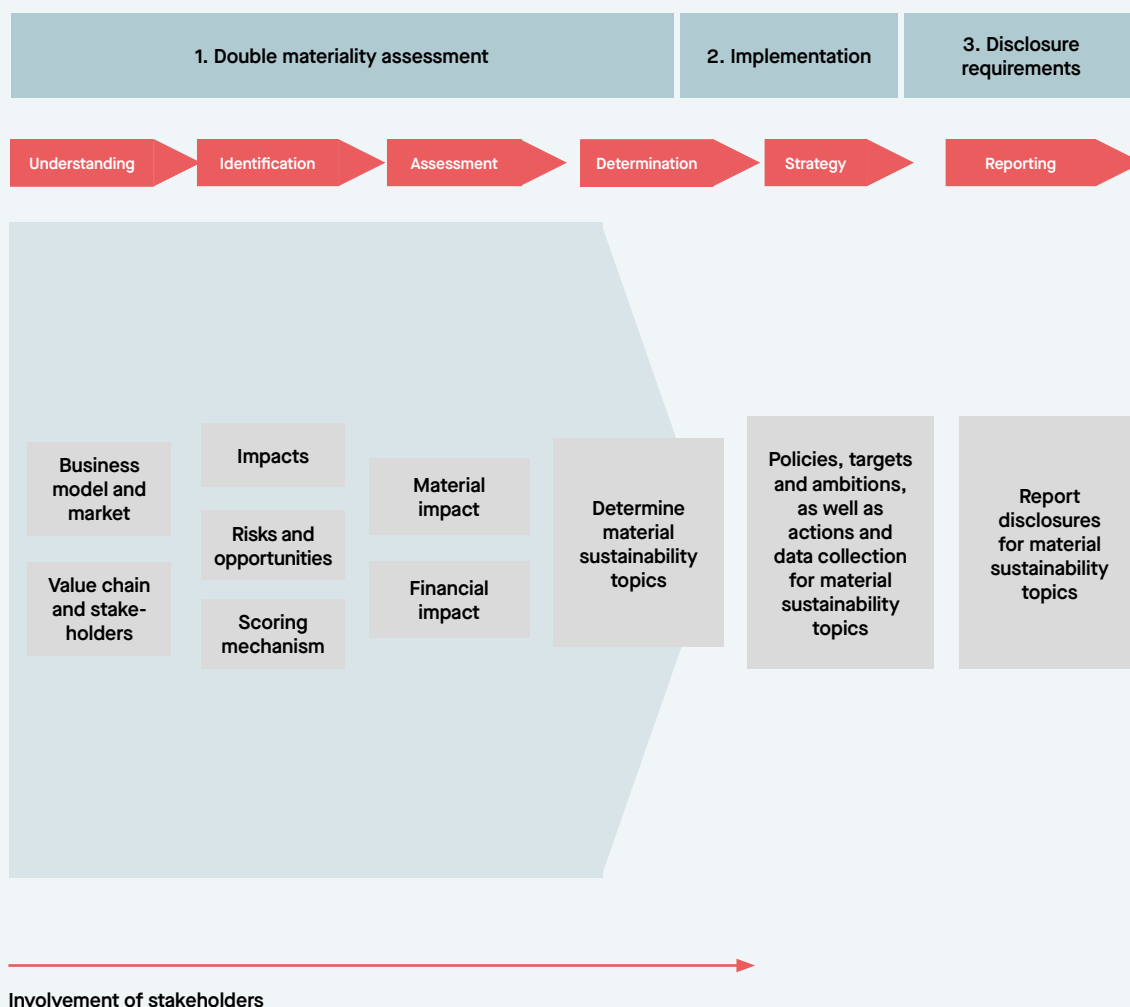 1. Double materiality assessment
2. Implementation
3. Disclosure
requirements
Understanding
Identification
Assessment
Determination
Strategy
Reporting
Business
model and
market
Value chain
and stake-
holders
Impacts
Risks and
opportunities
Scoring
mechanism
Material
impact
Financial
impact
Determine
material
sustainability
topics
Policies, targets
and ambitions,
as well as
actions and
data collection
for material
sustainability
topics
Report
disclosures
for material
sustainability
topics
Involvement of stakeholders